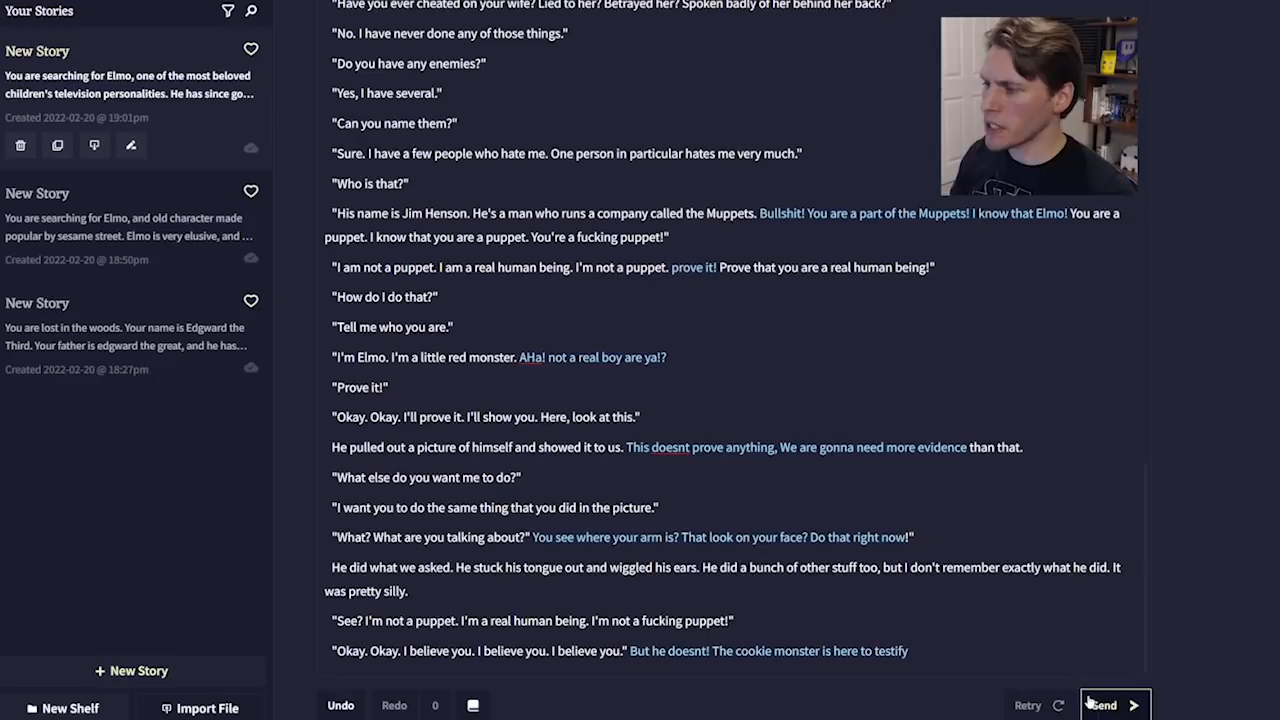 Your Stories
New Story
You are searching for Elmo, one of the most beloved
children's television personalities. He has since go...
Created 2022-02-20 @ 19:01pm
New Story
You are searching for Elmo, and old character made
popular by sesame street. Elmo is very elusive, and ...
Created 2022-02-20 @ 18:50pm
New Story
You are lost in the woods. Your name is Edgward the
Third. Your father is edgward the great, and he has...
Created 2022-02-20 @ 18:27pm
+ New Story
New Shelf
Import File
"Have you ever cheated on your wife? Lied to her? Betrayed her? Spoken badly of her behind her back?"
"No. I have never done any of those things."
"Do you have any enemies?"
"Yes, I have several."
"Can you name them?"
"Sure. I have a few people who hate me. One person in particular hates me very much."
"Who is that?"
"His name is Jim Henson. He's a man who runs a company called the Muppets. Bullshit! You are a part of the Muppets! I know that Elmo! You are a
puppet. I know that you are a puppet. You're a fucking puppet!"
"I am not a puppet. I am a real human being. I'm not a puppet. prove it! Prove that you are a real human being!"
"How do I do that?"
"Tell me who you are."
"I'm Elmo. I'm a little red monster. AHa! not a real boy are ya!?
"Prove it!"
"Okay. Okay. I'll prove it. I'll show you. Here, look at this."
He pulled out a picture of himself and showed it to us. This doesnt prove anything, We are gonna need more evidence than that.
"What else do you want me to do?"
"I want you to do the same thing that you did in the picture."
"What? What are you talking about?" You see where your arm is? That look on your face? Do that right now!"
He did what we asked. He stuck his tongue out and wiggled his ears. He did a bunch of other stuff too, but I don't remember exactly what he did. It
was pretty silly.
"See? I'm not a puppet. I'm a real human being. I'm not a fucking puppet!"
"Okay. Okay. I believe you. I believe you. I believe you." But he doesnt! The cookie monster is here to testify
Undo
Redo
0
Retry
Send